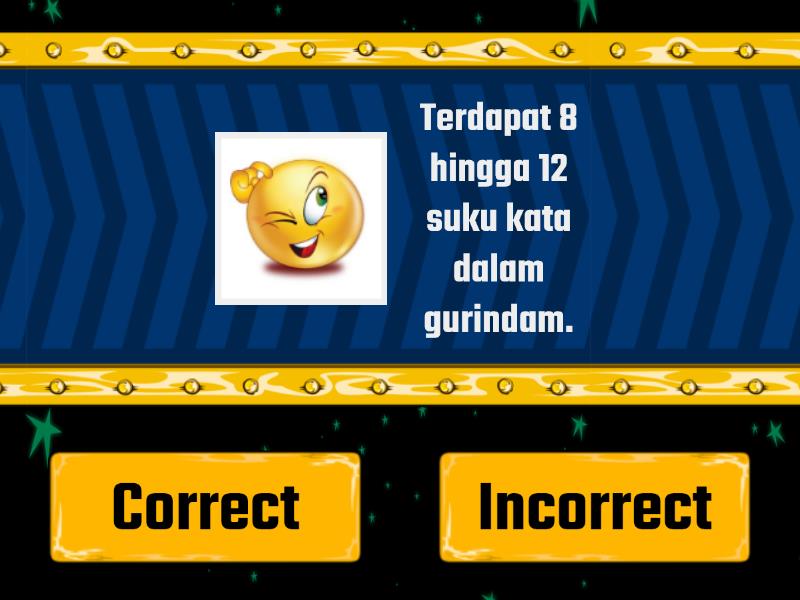 Terdapat 8
hingga 12
suku kata
dalam
gurindam.
Correct
Incorrect